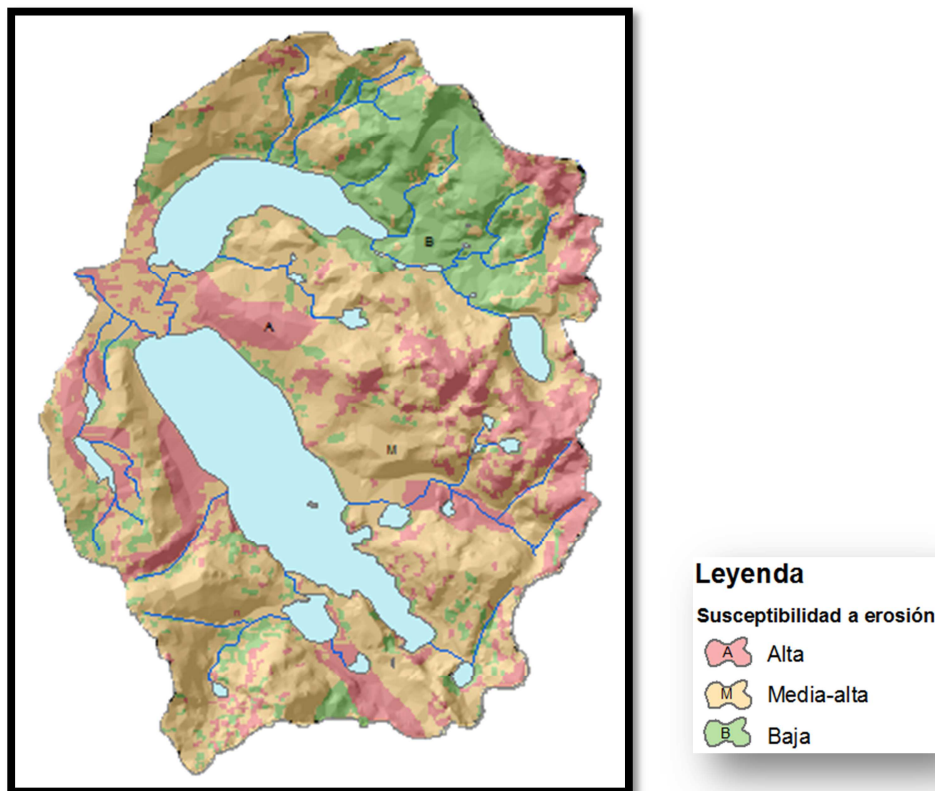 B
A
M
Leyenda
Susceptibilidad a erosión
A Alta
M Media-alta
B Baja